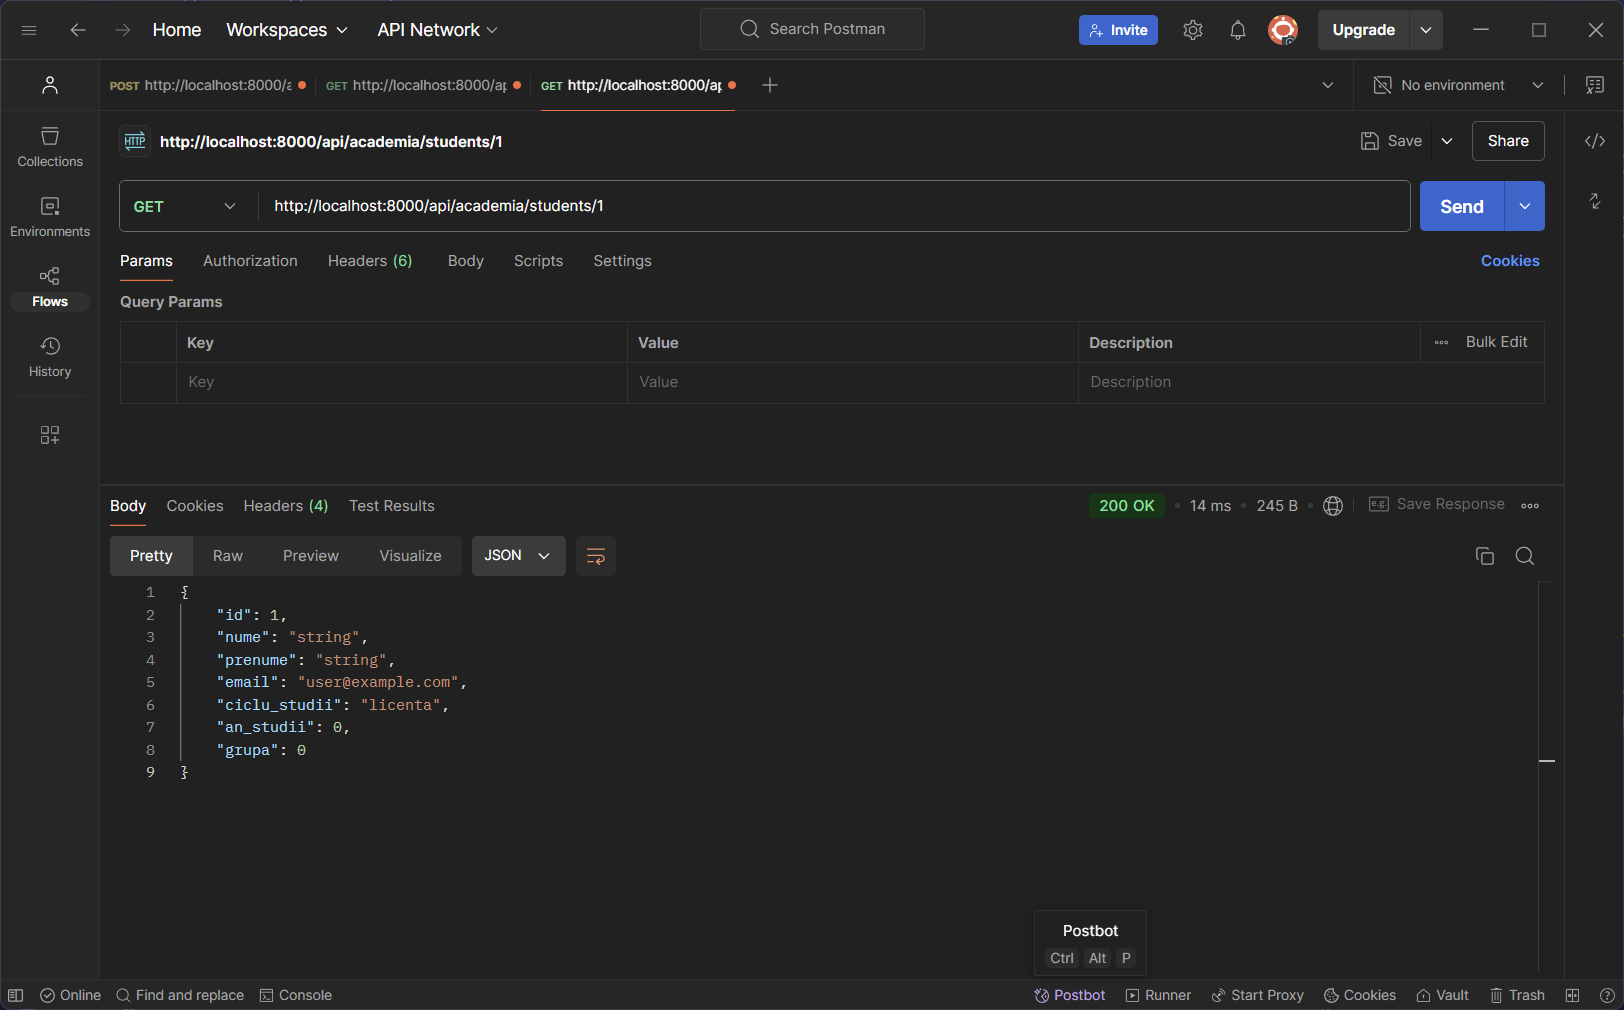 Home Workspaces API Network Search Postman Invite Upgrade
POST http://localhost:8000/a GET http://localhost:8000/ap GET http://localhost:8000/ap No environment
HTTP http://localhost:8000/api/academia/students/1 Save Share
Collections
Environments
Flows
History
GET http://localhost:8000/api/academia/students/1 Send
Params Authorization Headers (6) Body Scripts Settings Cookies
Query Params
Key Value Description Bulk Edit
Key Value Description
Body Cookies Headers (4) Test Results 200 OK 14 ms 245 B e.g. Save Response
Pretty Raw Preview Visualize JSON
1 {
2 "id": 1,
3 "nume": "string",
4 "prenume": "string",
5 "email": "user@example.com",
6 "ciclu_studii": "licenta",
7 "an_studii": 0,
8 "grupa": 0
9 }
Postbot
Ctrl Alt P
Online Find and replace Console Postbot Runner Start Proxy Cookies Vault Trash